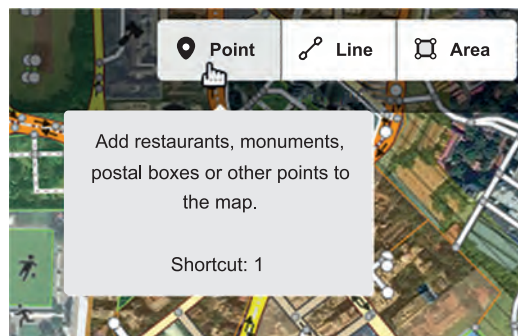 Point Line Area
Add restaurants, monuments,
postal boxes or other points to
the map.
Shortcut: 1